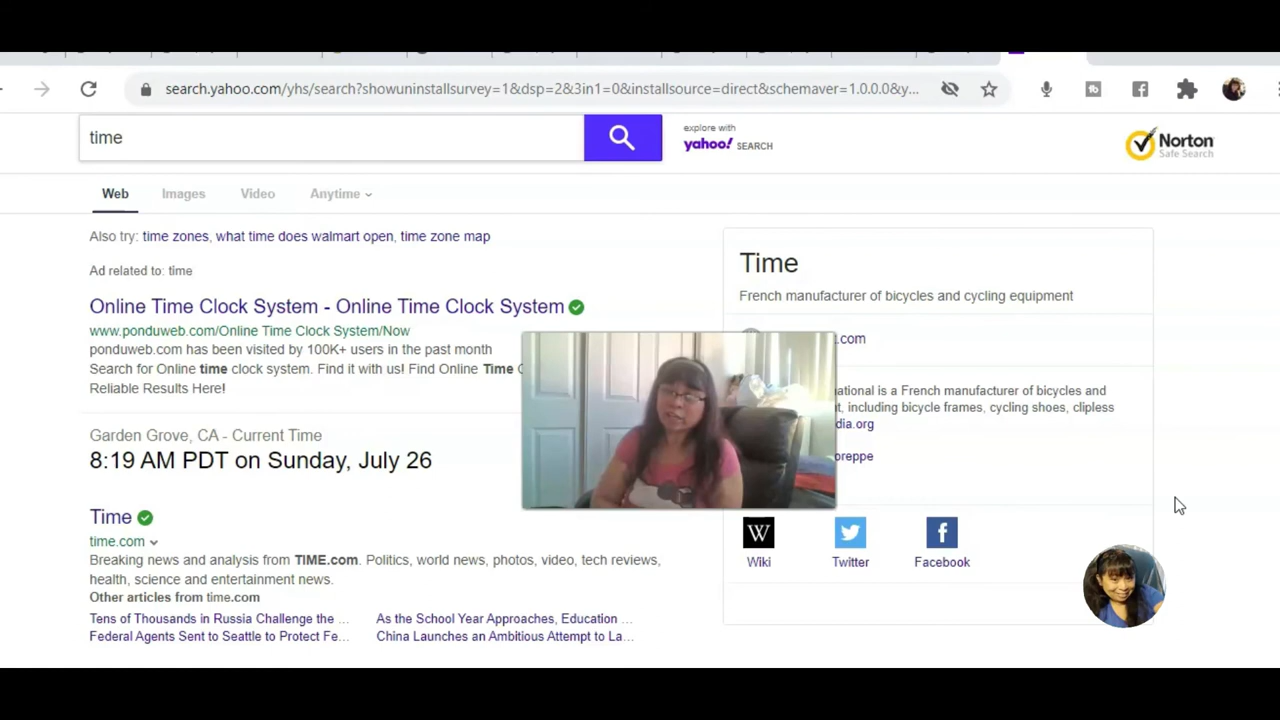 search.yahoo.com/yhs/search?showuninstallsurvey=1&dsp=2&3in1=0&installsource=direct&schemaver=1.0.0.0&y...
time
explore with
yahoo! SEARCH
Norton
Safe Search
Web Images Video Anytime
Also try: time zones, what time does walmart open, time zone map
Ad related to: time
Online Time Clock System - Online Time Clock System
www.ponduweb.com/Online Time Clock System/Now
ponduweb.com has been visited by 100K+ users in the past month
Search for Online time clock system. Find it with us! Find Online Time
Reliable Results Here!
Garden Grove, CA - Current Time
8:19 AM PDT on Sunday, July 26
Time
time.com
Breaking news and analysis from TIME.com. Politics, world news, photos, video, tech reviews,
health, science and entertainment news.
Other articles from time.com
Tens of Thousands in Russia Challenge the ...
Federal Agents Sent to Seattle to Protect Fe...
As the School Year Approaches, Education ...
China Launches an Ambitious Attempt to La...
Time
French manufacturer of bicycles and cycling equipment
.com
is a French manufacturer of bicycles and
, including bicycle frames, cycling shoes, clipless
.org
W
Wiki
Twitter
f
Facebook